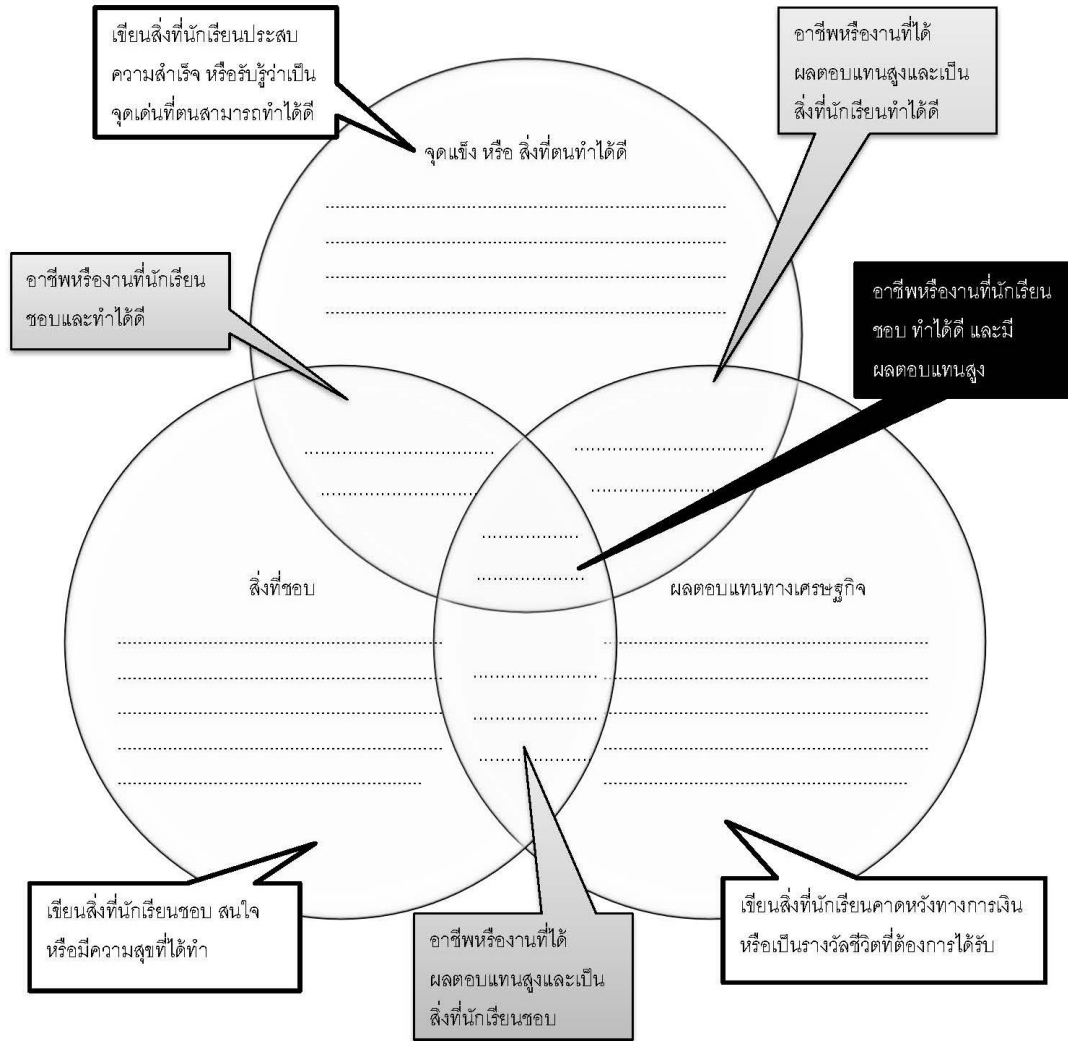 เขียนสิ่งที่นักเรียนประสบ
ความสำเร็จ หรือรับรู้ว่าเป็น
จุดเด่นที่ตนสามารถทำได้ดี
อาชีพหรืองานที่ได้
ผลตอบแทนสูงและเป็น
สิ่งที่นักเรียนทำได้ดี
จุดแข็ง หรือ สิ่งที่ตนทำได้ดี
อาชีพหรืองานที่นักเรียน
ชอบและทำได้ดี
อาชีพหรืองานที่นักเรียน
ชอบ ทำได้ดี และมี
ผลตอบแทนสูง
สิ่งที่ชอบ
ผลตอบแทนทางเศรษฐกิจ
เขียนสิ่งที่นักเรียนชอบ สนใจ
หรือมีความสุขที่ได้ทำ
อาชีพหรืองานที่ได้
ผลตอบแทนสูงและเป็น
สิ่งที่นักเรียนชอบ
เขียนสิ่งที่นักเรียนคาดหวังทางการเงิน
หรือเป็นรางวัลชีวิตที่ต้องการได้รับ